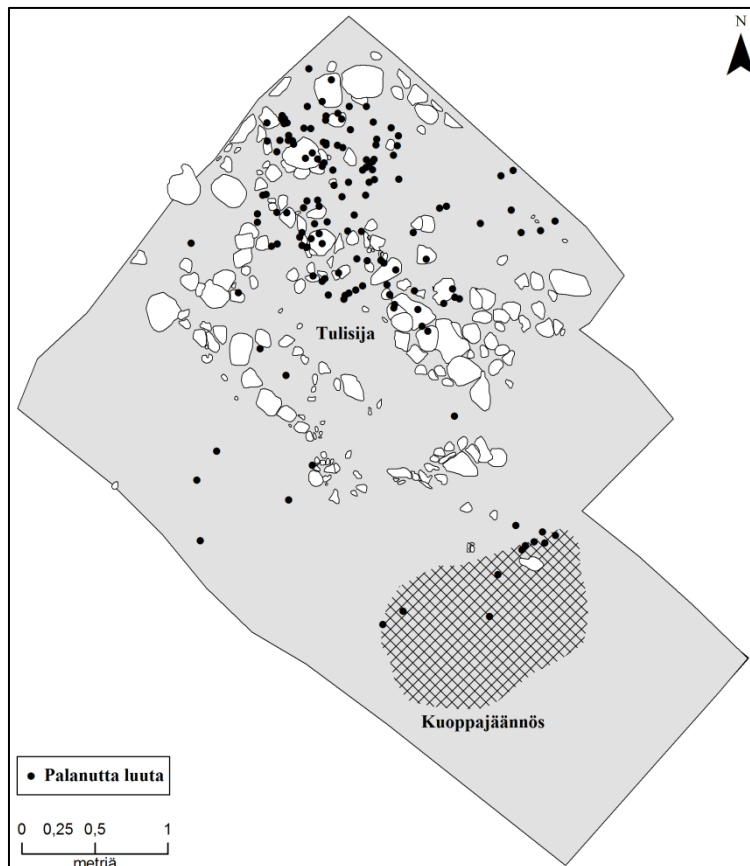 N
Tulisija
Kuoppajäännös
Palanutta luuta
0 0,25 0,5 1
metriä